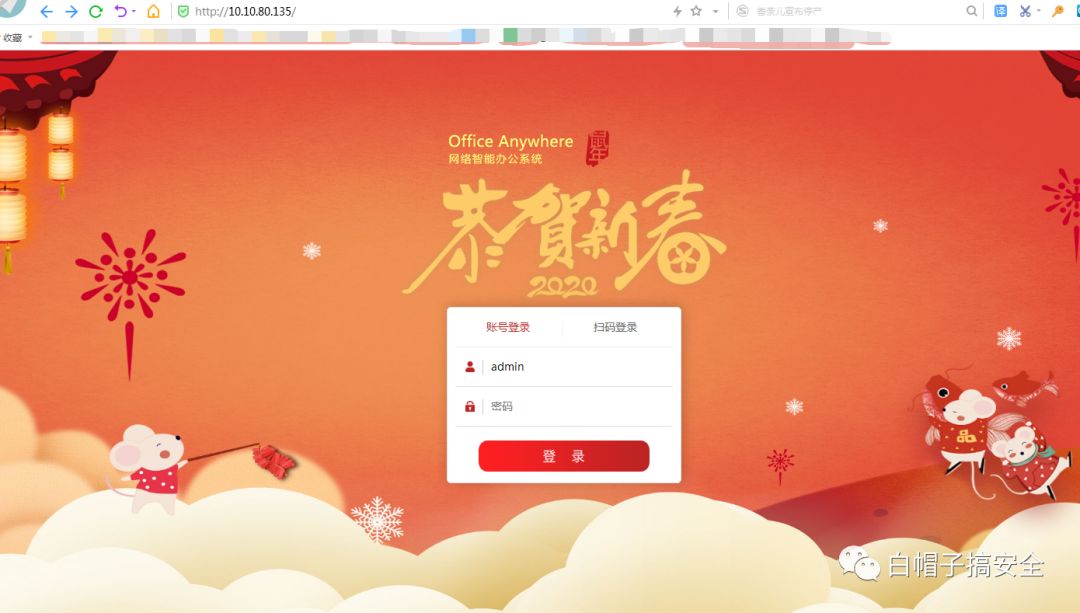 http://10.10.80.135/
香奈儿宣布停产
收藏
Office Anywhere
网络智能办公系统
恭賀新春
2020
账号登录
扫码登录
admin
密码
登 录
白帽子搞安全